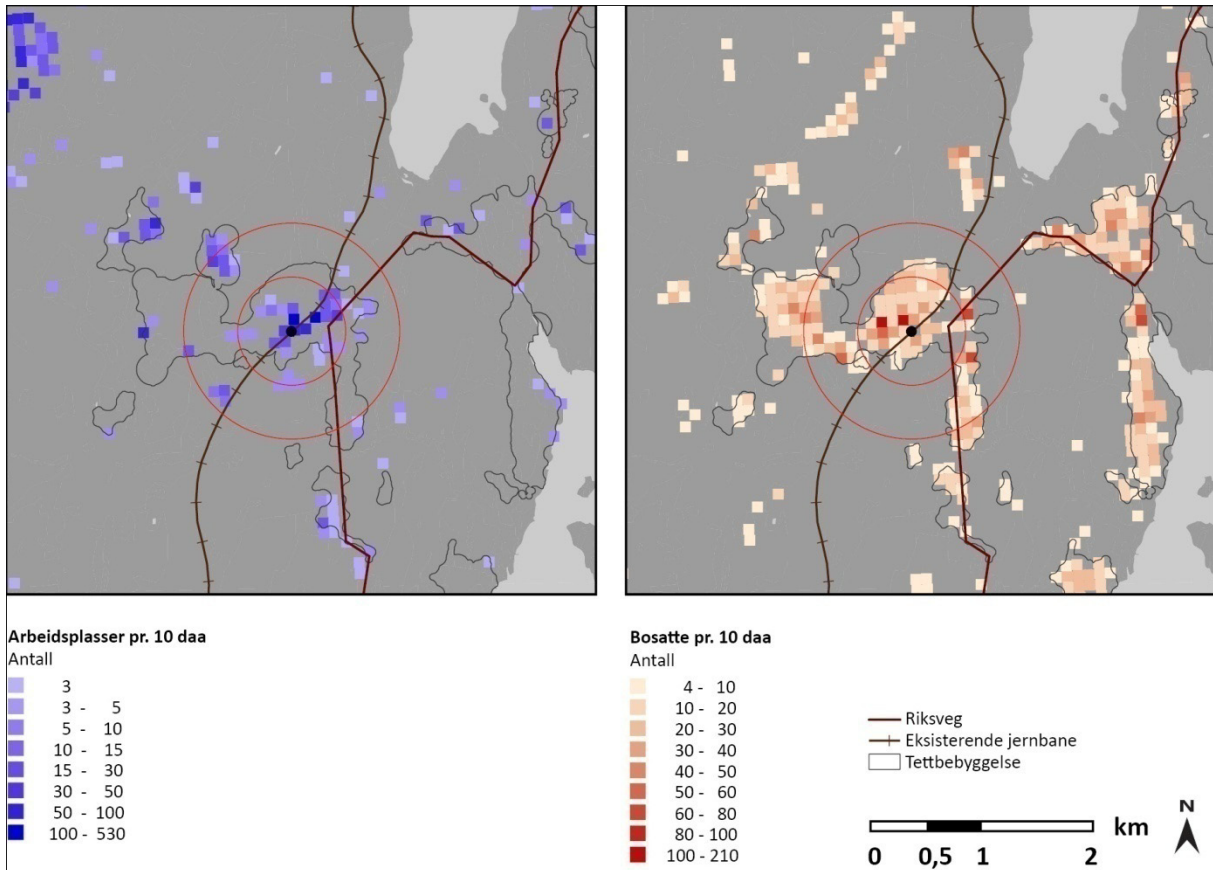 Arbeidsplasser pr. 10 daa
Antall
3
3 - 5
5 - 10
10 - 15
15 - 30
30 - 50
50 - 100
100 - 530
Bosatte pr. 10 daa
Antall
4 - 10
10 - 20
20 - 30
30 - 40
40 - 50
50 - 60
60 - 80
80 - 100
100 - 210
Riksveg
Eksisterende jernbane
Tettbebyggelse
km
0 0,5 1 2
N